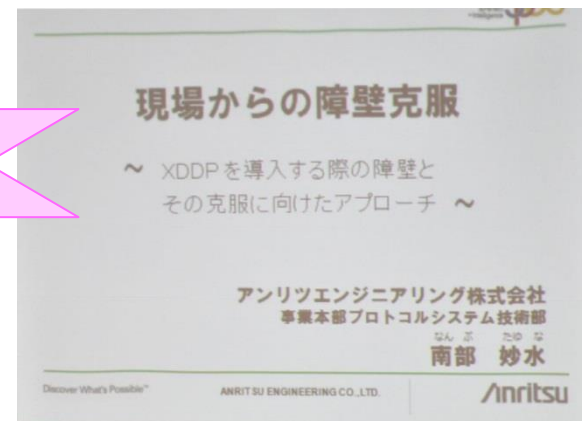 現場からの障壁克服
～ XDDPを導入する際の障壁と
その克服に向けたアプローチ ～
アンリツエンジニアリング株式会社
事業本部プロトコルシステム技術部
なんぶ たゆな
南部 妙水
Discover What's Possible™
ANRITSU ENGINEERING CO.,LTD.
Anritsu